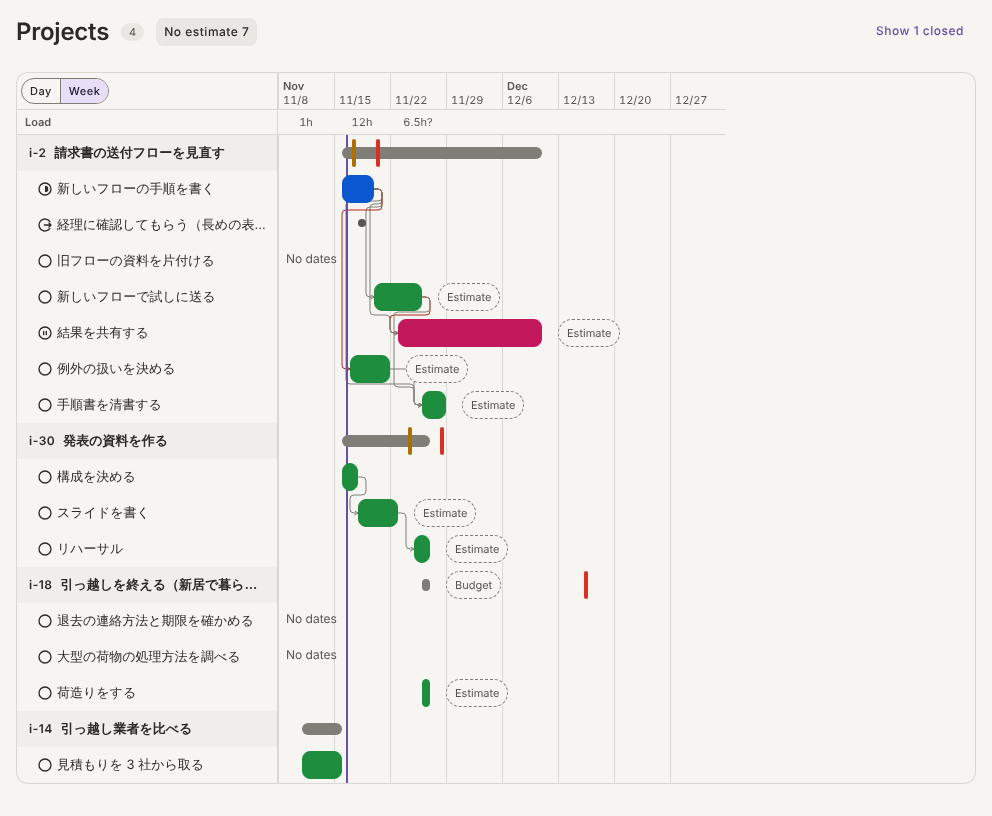 Projects 4 No estimate 7 Show 1 closed
Day Week Nov Dec
11/8 11/15 11/22 11/29 12/6 12/13 12/20 12/27
Load 1h 12h 6.5h?
i-2 請求書の送付フローを見直す
新しいフローの手順を書く
経理に確認してもらう（長めの表...
旧フローの資料を片付ける No dates
新しいフローで試しに送る Estimate
結果を共有する Estimate
例外の扱いを決める Estimate
手順書を清書する Estimate
i-30 発表の資料を作る
構成を決める
スライドを書く Estimate
リハーサル Estimate
i-18 引っ越しを終える（新居で暮ら... Budget
退去の連絡方法と期限を確かめる No dates
大型の荷物の処理方法を調べる No dates
荷造りをする Estimate
i-14 引っ越し業者を比べる
見積もりを 3 社から取る